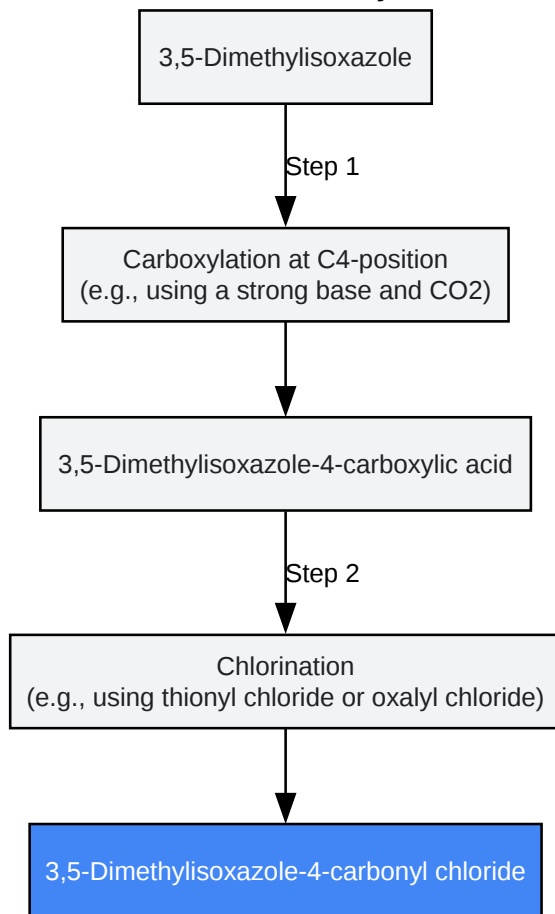 3,5-Dimethylisoxazole
Step 1
Carboxylation at C4-position
(e.g., using a strong base and CO2)
3,5-Dimethylisoxazole-4-carboxylic acid
Step 2
Chlorination
(e.g., using thionyl chloride or oxalyl chloride)
3,5-Dimethylisoxazole-4-carbonyl chloride